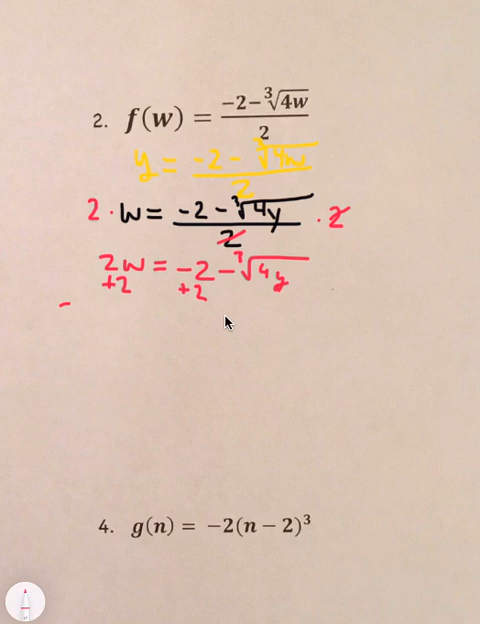 2. f(w) = (-2-∛4w)/2
y = (-2 - ∛4w)/2
2 · w = (-2 - ∛4y)/2 · 2
2w = -2 - ∛4y
+2 +2
-
4. g(n) = -2(n - 2)³